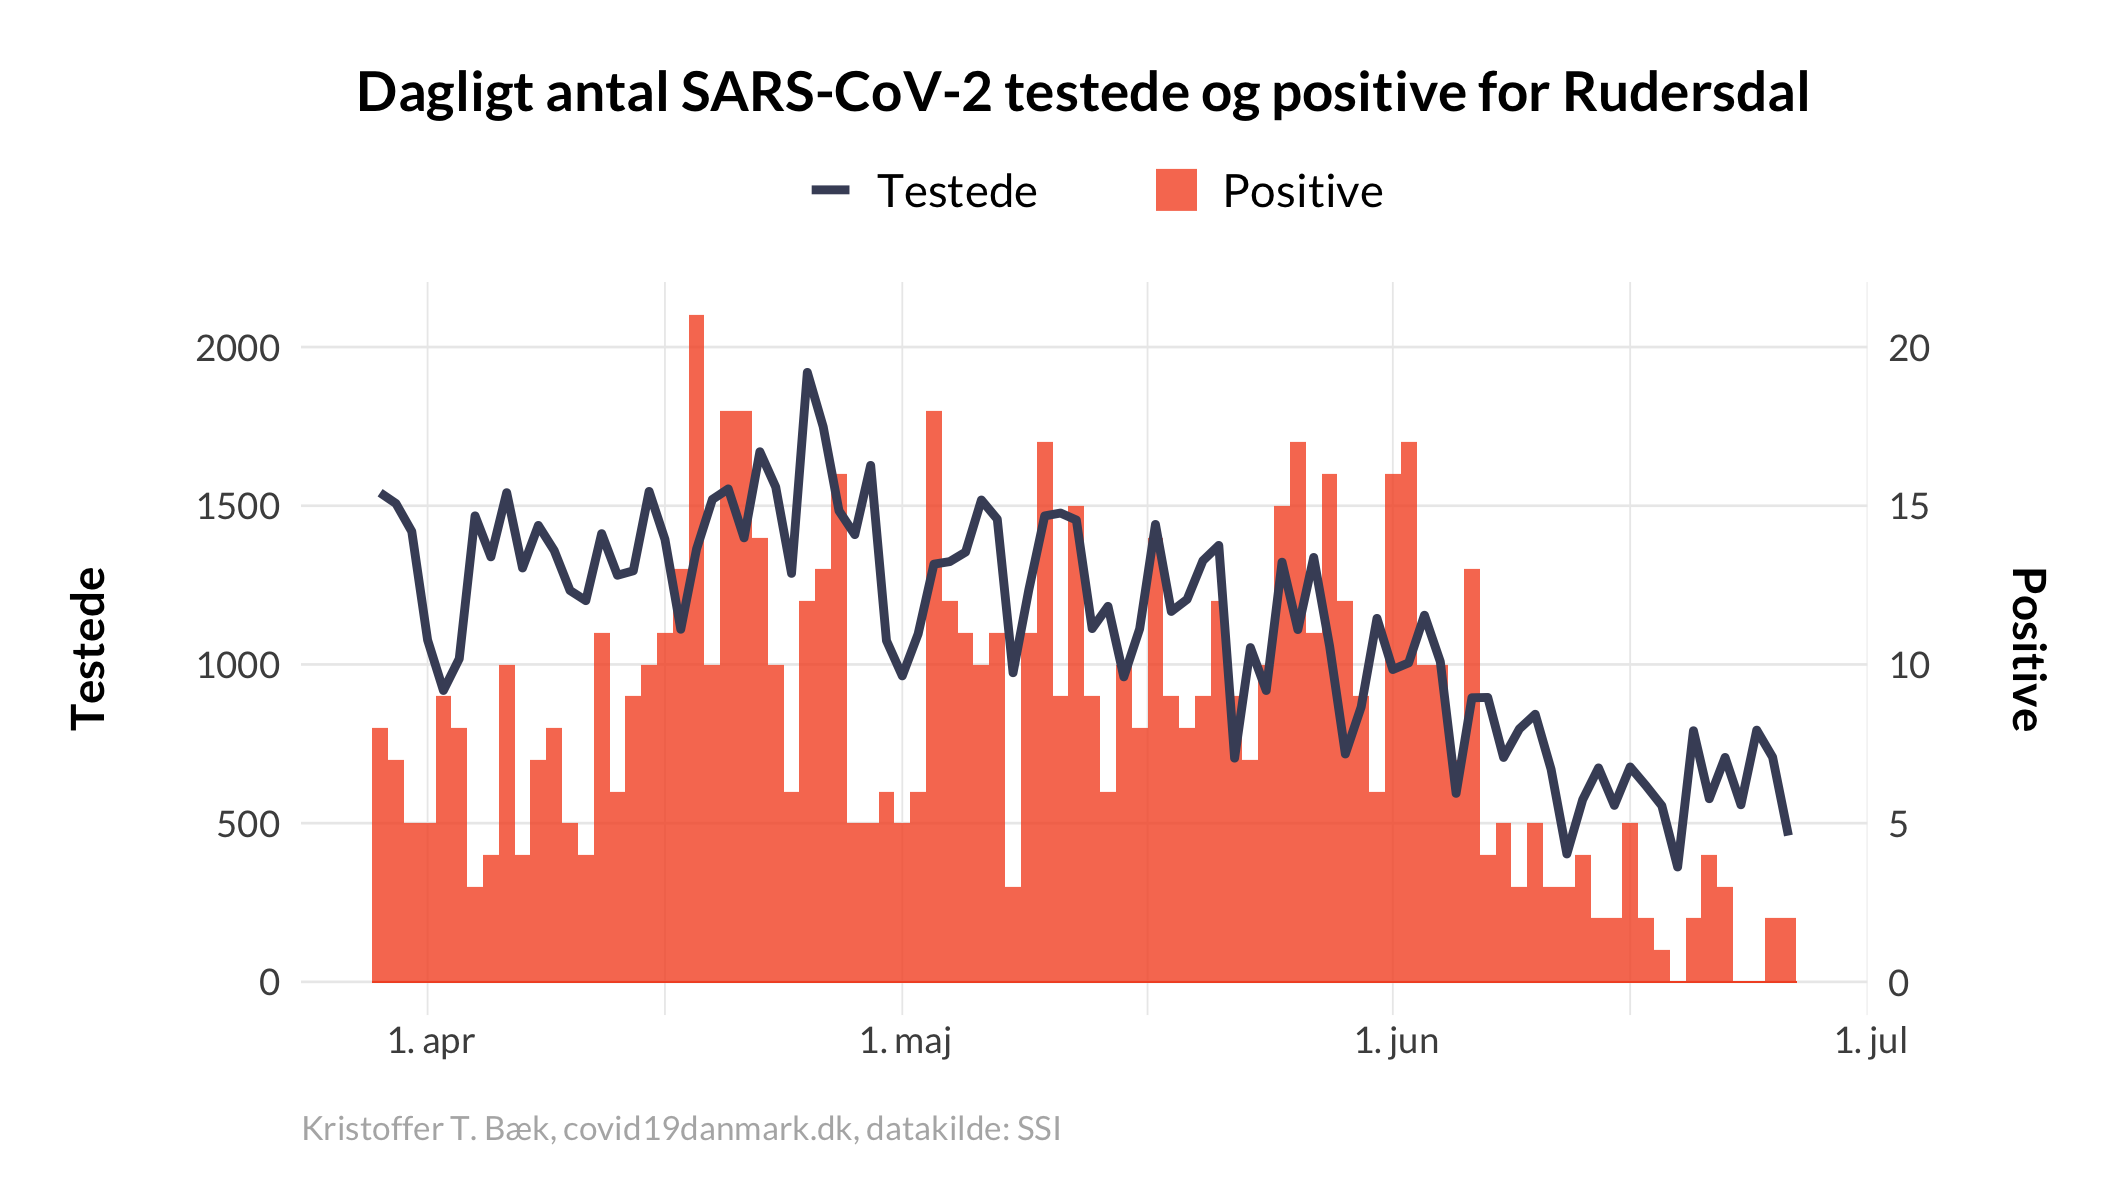 Dagligt antal SARS-CoV-2 testede og positive for Rudersdal
Testede Positive
2000 20
1500 15
1000 10
500 5
0 0
Testede
Positive
1. apr 1. maj 1. jun 1. jul
Kristoffer T. Bæk, covid19danmark.dk, datakilde: SSI